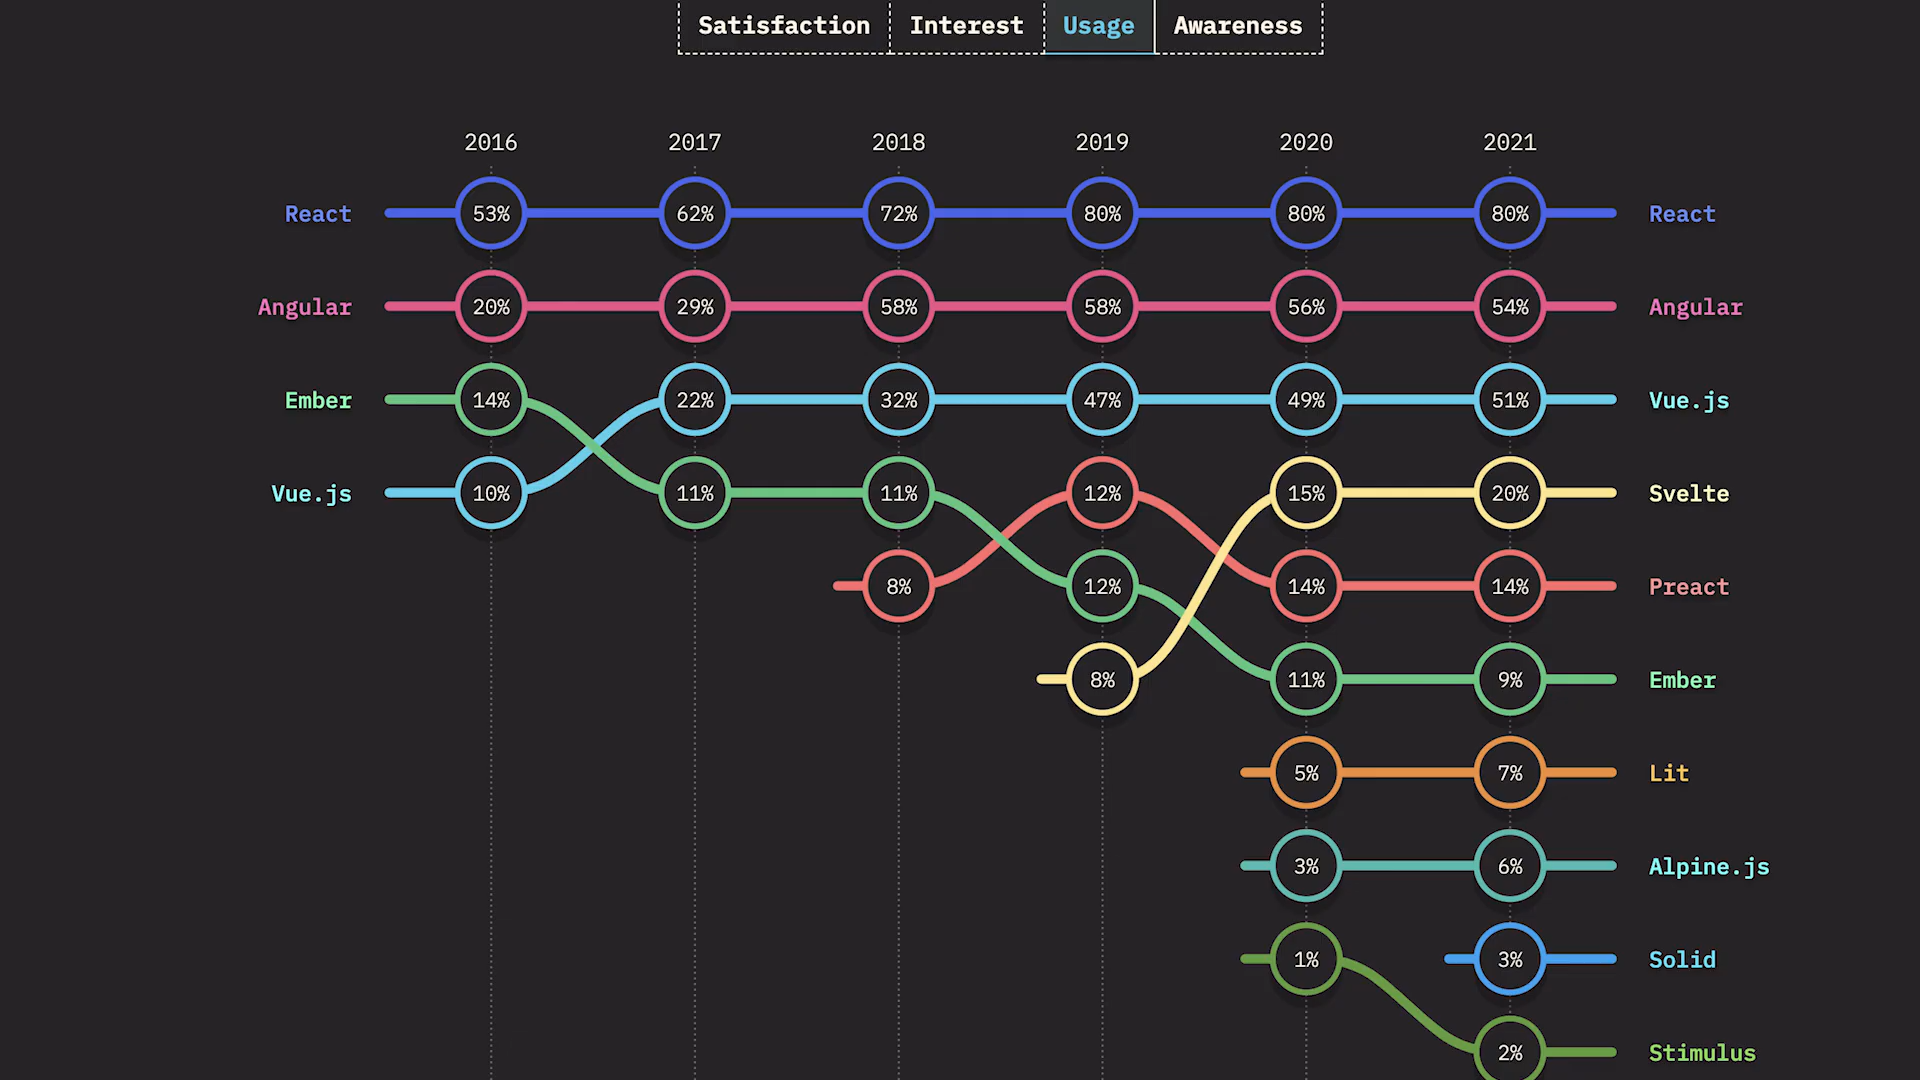 Satisfaction Interest Usage Awareness
2016 2017 2018 2019 2020 2021
React 53% 62% 72% 80% 80% 80% React
Angular 20% 29% 58% 58% 56% 54% Angular
Ember 14% 22% 32% 47% 49% 51% Vue.js
Vue.js 10% 11% 11% 12% 15% 20% Svelte
8% 12% 14% 14% Preact
8% 11% 9% Ember
5% 7% Lit
3% 6% Alpine.js
1% 3% Solid
2% Stimulus